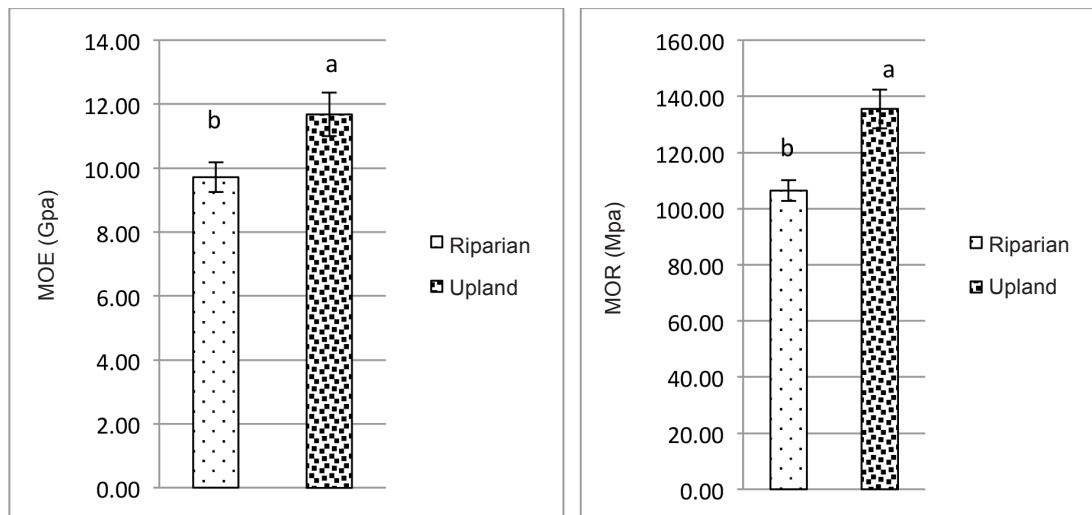 14.00
12.00
10.00
8.00
6.00
4.00
2.00
0.00
MOE (Gpa)
b
a
Riparian
Upland
160.00
140.00
120.00
100.00
80.00
60.00
40.00
20.00
0.00
MOR (Mpa)
b
a
Riparian
Upland